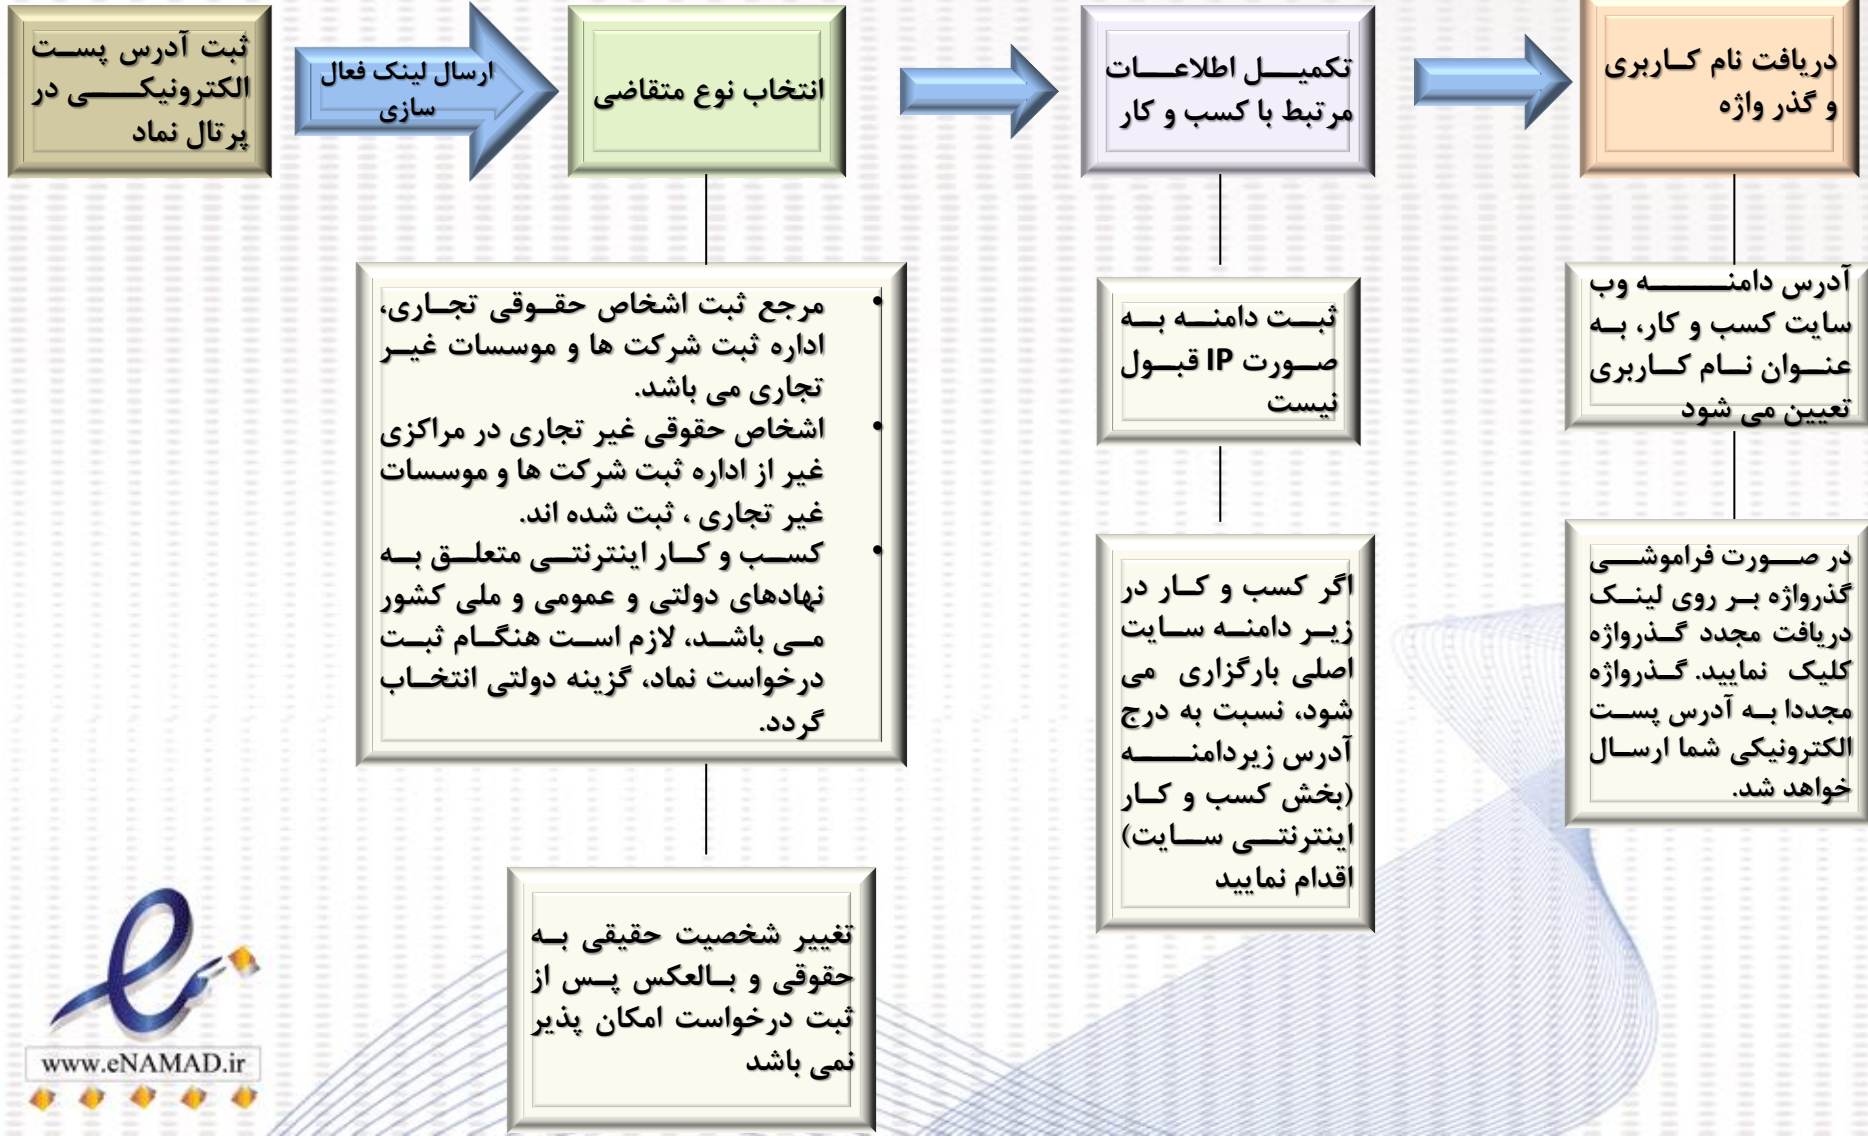 ثبت آدرس پست
الکترونیکی در
پرتال نماد
ارسال لینک فعال
سازی
انتخاب نوع متقاضی
تکمیل اطلاعات
مرتبط با کسب و کار
دریافت نام کاربری
و گذر واژه
• مرجع ثبت اشخاص حقوقی تجاری،
اداره ثبت شرکت ها و موسسات غیر
تجاری می باشد.
• اشخاص حقوقی غیر تجاری در مراکزی
غیر از اداره ثبت شرکت ها و موسسات
غیر تجاری ، ثبت شده اند.
• کسب و کار اینترنتی متعلق به
نهادهای دولتی و عمومی و ملی کشور
می باشد، لازم است هنگام ثبت
درخواست نماد، گزینه دولتی انتخاب
گردد.
تغییر شخصیت حقیقی به
حقوقی و بالعکس پس از
ثبت درخواست امکان پذیر
نمی باشد
ثبت دامنه به
صورت IP قبول
نیست
اگر کسب و کار در
زیر دامنه سایت
اصلی بارگزاری می
شود، نسبت به درج
آدرس زیردامنه
(بخش کسب و کار
اینترنتی سایت)
اقدام نمایید
آدرس دامنه وب
سایت کسب و کار، به
عنوان نام کاربری
تعیین می شود
در صورت فراموشی
گذرواژه بر روی لینک
دریافت مجدد گذرواژه
کلیک نمایید. گذرواژه
مجددا به آدرس پست
الکترونیکی شما ارسال
خواهد شد.
www.eNAMAD.ir